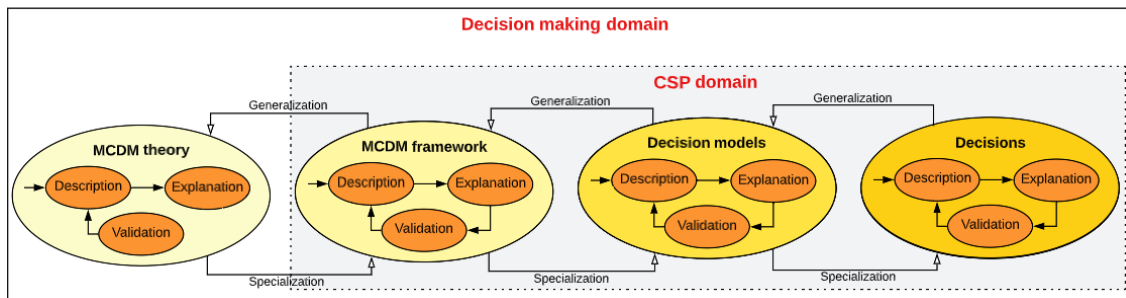 Decision making domain
CSP domain
Generalization
Generalization
Generalization
MCDM theory
MCDM framework
Decision models
Decisions
Description
Explanation
Validation
Description
Explanation
Validation
Description
Explanation
Validation
Description
Explanation
Validation
Specialization
Specialization
Specialization